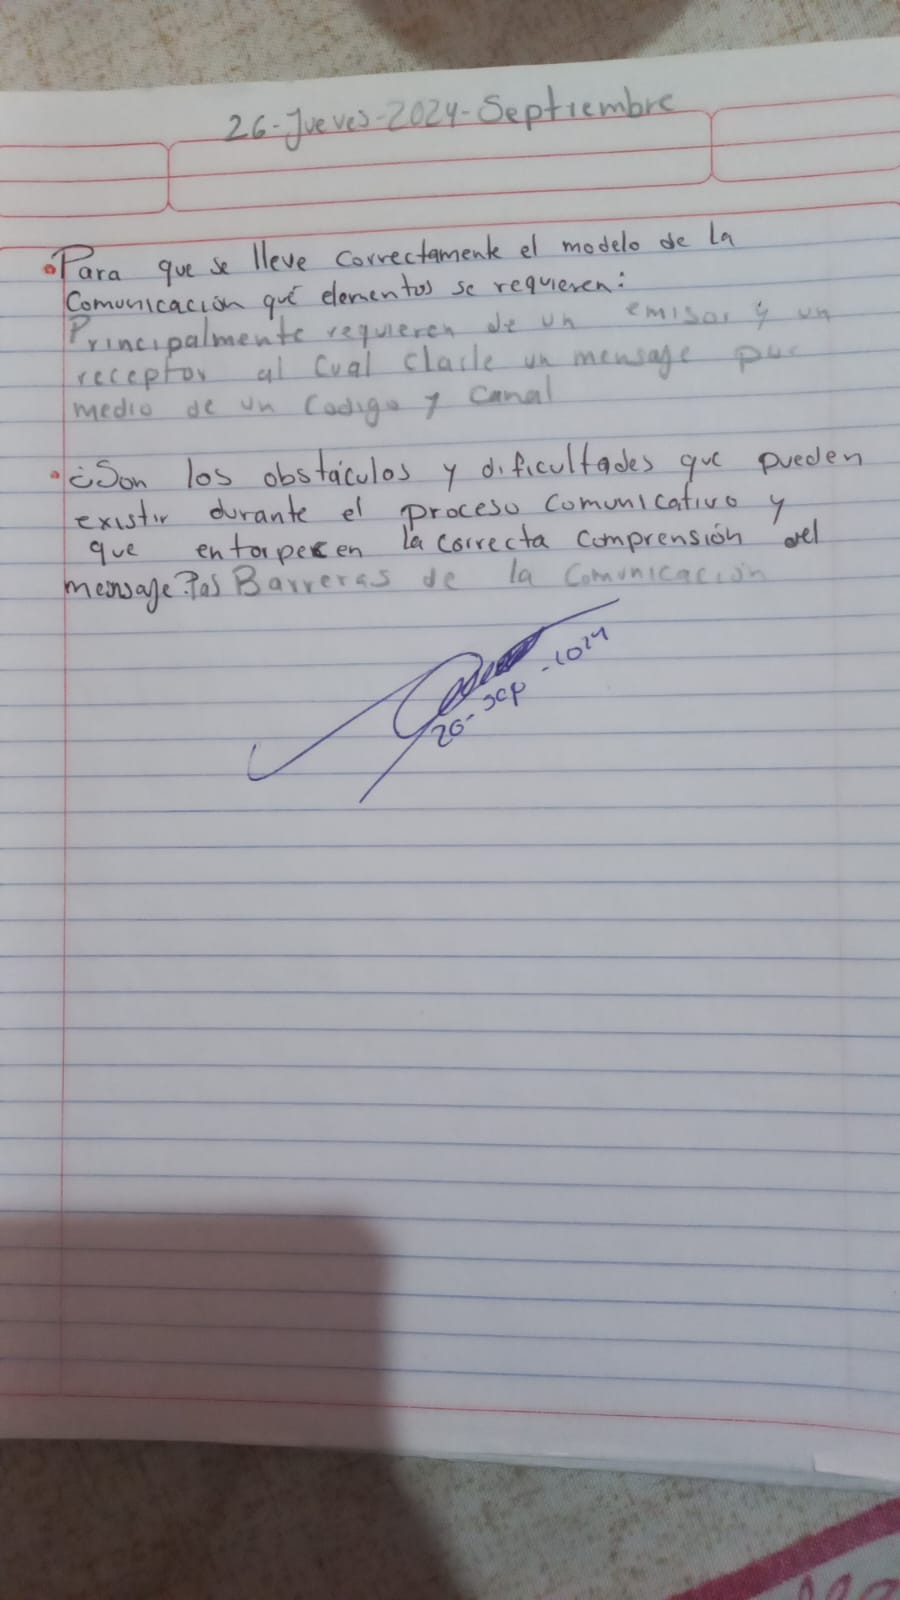 26-Jueves-2024-Septiembre
Para que se lleve correctamente el modelo de la
Comunicación qué elementos se requieren:
Principalmente requieren de un emisor y un
receptor al cual clarle un mensaje por
medio de un Codigo y Canal
¿Son los obstáculos y dificultades que pueden
existir durante el proceso comunicativo y
que entorpecen la correcta comprensión del
mensaje? las Barreras de la Comunicación
26-sep-2024